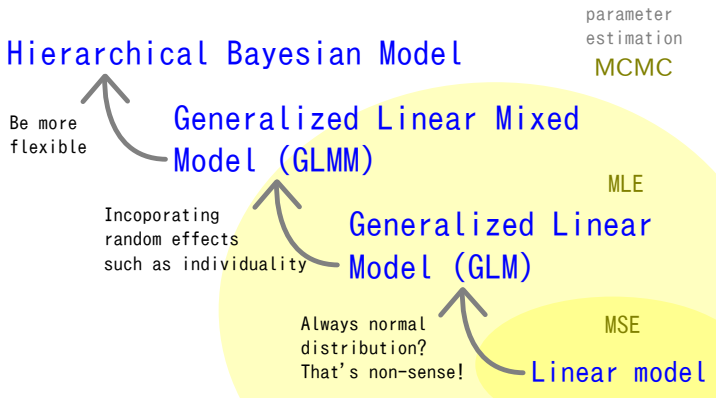 parameter
estimation
MCMC
Hierarchical Bayesian Model
Be more
flexible
Generalized Linear Mixed
Model (GLMM)
MLE
Incoporating
random effects
such as individuality
Generalized Linear
Model (GLM)
Always normal
distribution?
That's non-sense!
MSE
Linear model